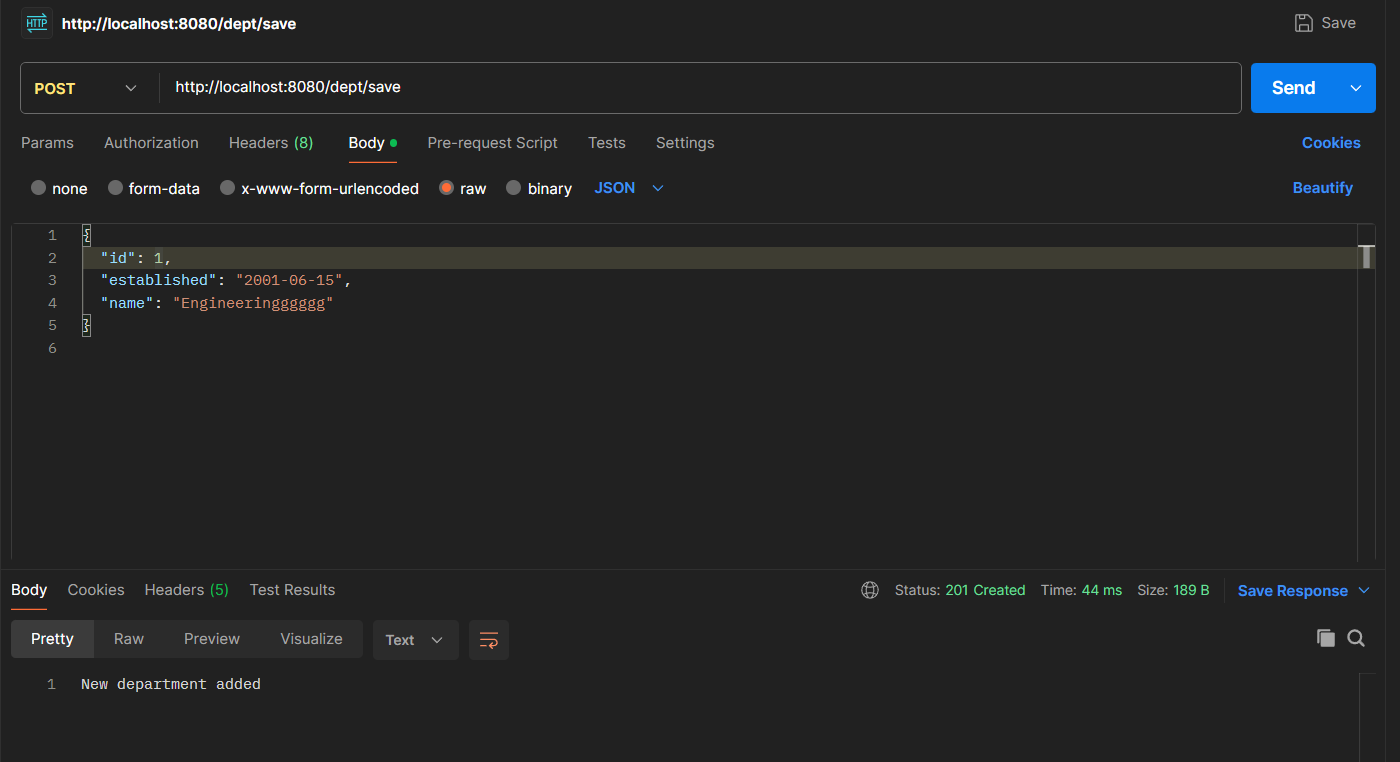 HTTP http://localhost:8080/dept/save Save
POST http://localhost:8080/dept/save Send
Params Authorization Headers (8) Body Pre-request Script Tests Settings Cookies
none form-data x-www-form-urlencoded raw binary JSON Beautify
1 {
2 "id": 1,
3 "established": "2001-06-15",
4 "name": "Engineeringggggg"
5 }
6
Body Cookies Headers (5) Test Results Status: 201 Created Time: 44 ms Size: 189 B Save Response
Pretty Raw Preview Visualize Text
1 New department added